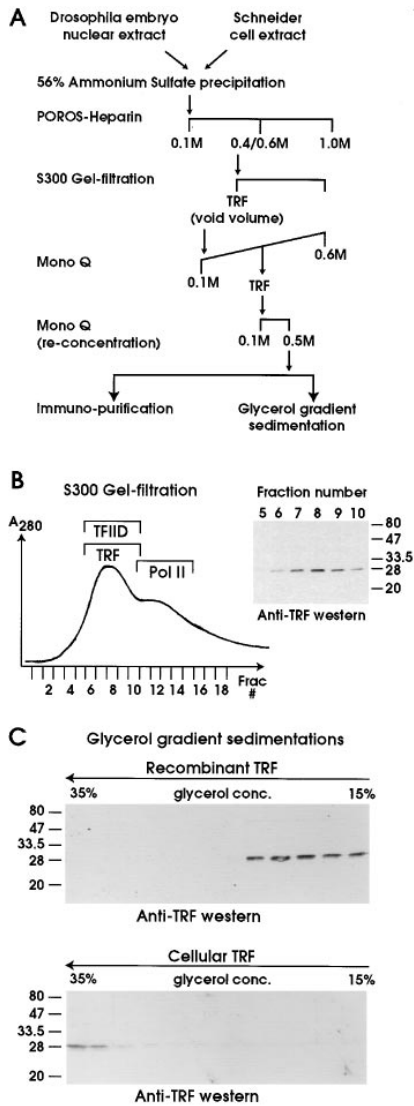 A
Drosophila embryo
nuclear extract
Schneider
cell extract
56% Ammonium Sulfate precipitation
POROS-Heparin
0.1M 0.4/0.6M 1.0M
S300 Gel-filtration
TRF
(void volume)
Mono Q
0.1M
0.6M
TRF
Mono Q
(re-concentration)
0.1M 0.5M
Immuno-purification
Glycerol gradient
sedimentation
B
S300 Gel-filtration
A280
TFIID
TRF
Pol II
2 4 6 8 10 12 14 16 18
Frac
#
Fraction number
5 6 7 8 9 10
80
47
33.5
28
20
Anti-TRF western
C
Glycerol gradient sedimentations
Recombinant TRF
35% glycerol conc. 15%
80
47
33.5
28
20
Anti-TRF western
Cellular TRF
35% glycerol conc. 15%
80
47
33.5
28
20
Anti-TRF western